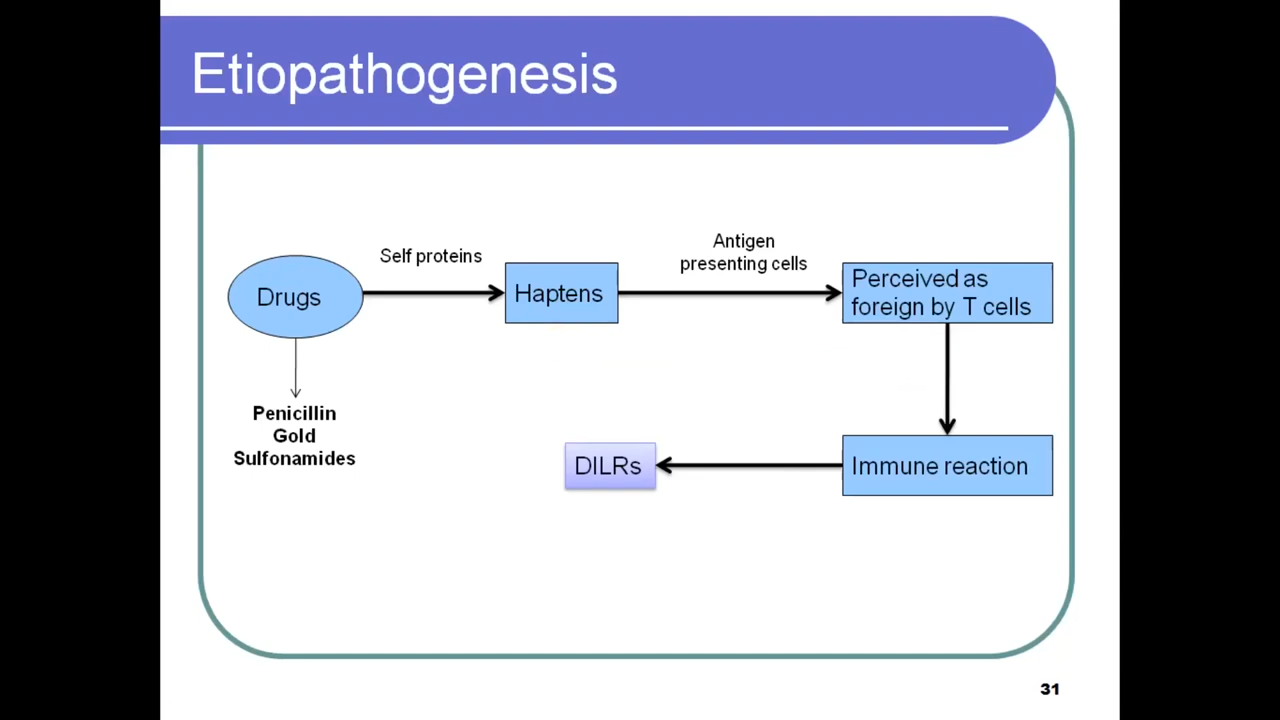 Etiopathogenesis
Self proteins
Antigen
presenting cells
Drugs
Haptens
Perceived as
foreign by T cells
Penicillin
Gold
Sulfonamides
DILRs
Immune reaction
31